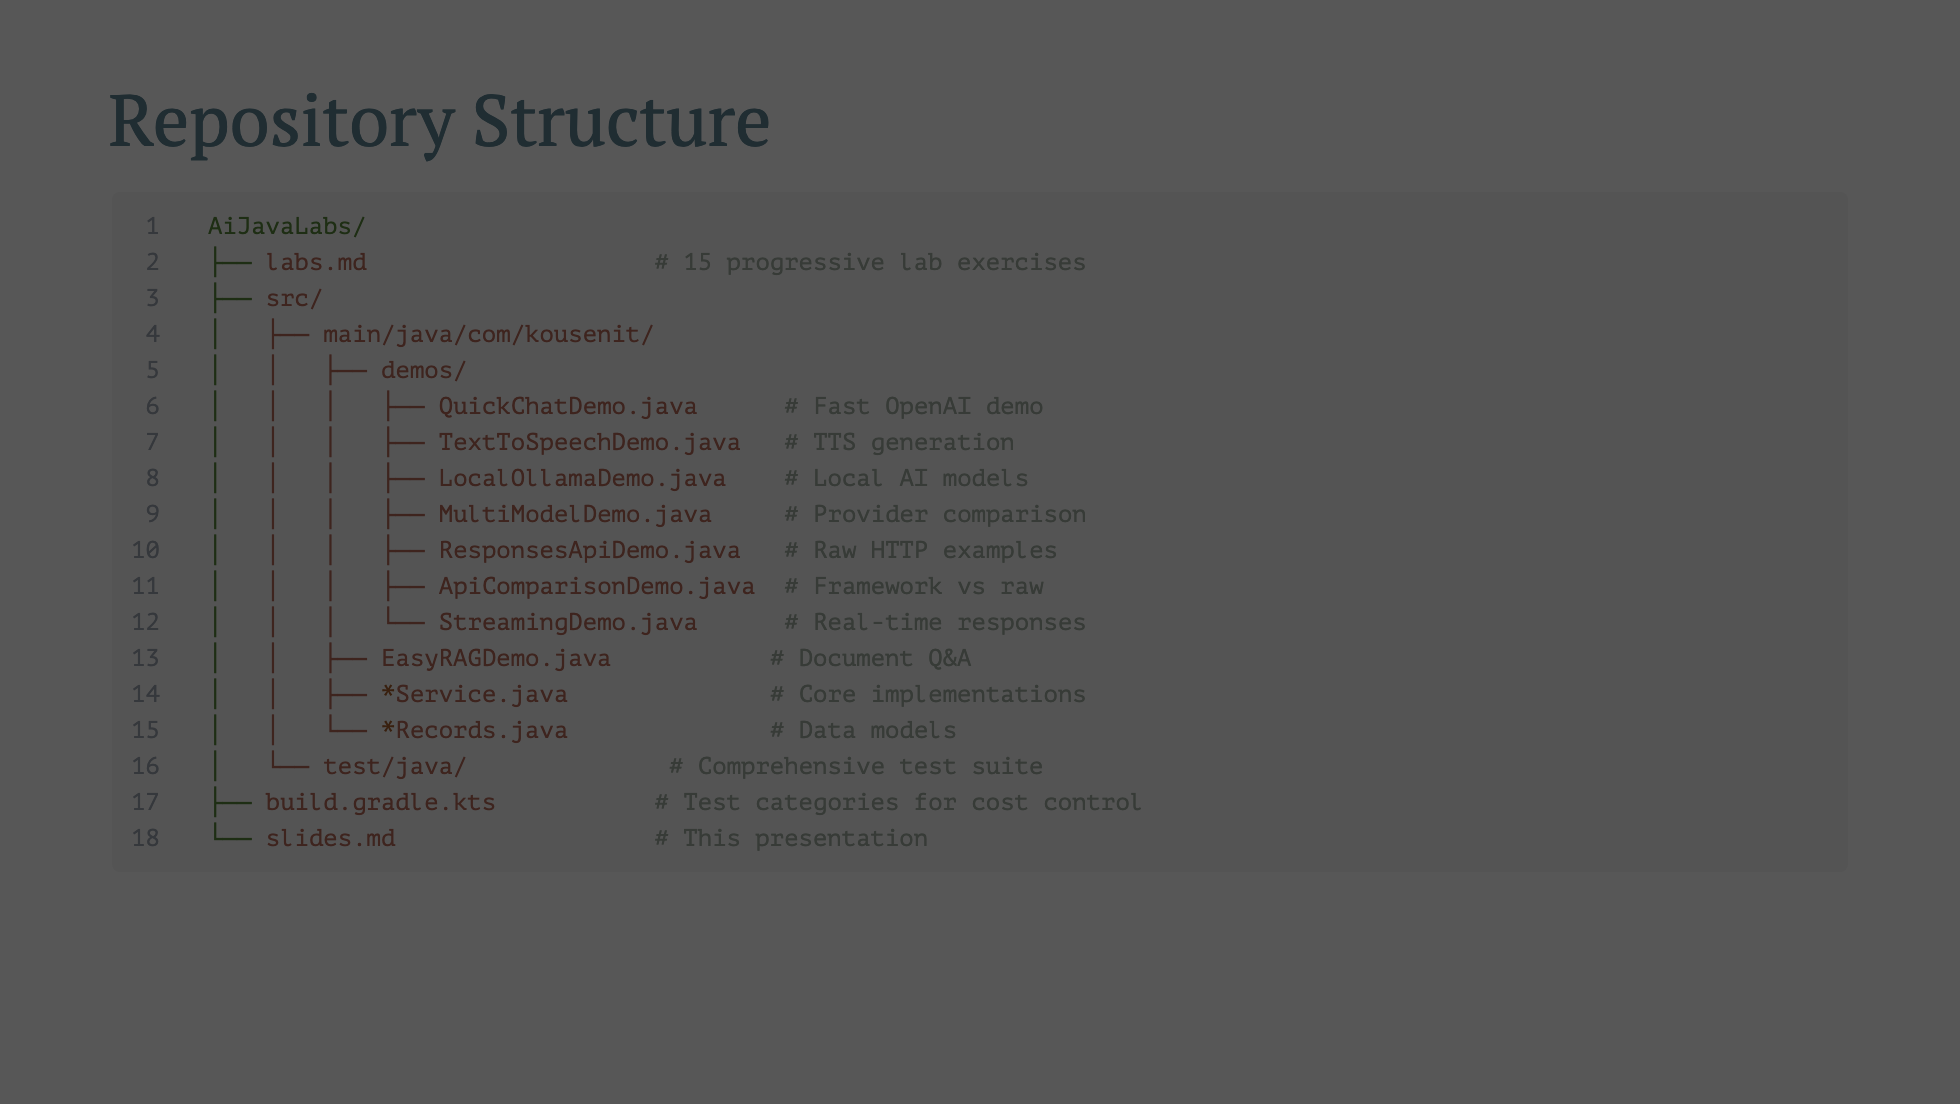 Repository Structure
1 AiJavaLabs/
2 ├── labs.md                    # 15 progressive lab exercises
3 ├── src/
4 │   ├── main/java/com/kousenit/
5 │   │   ├── demos/
6 │   │   │   ├── QuickChatDemo.java      # Fast OpenAI demo
7 │   │   │   ├── TextToSpeechDemo.java   # TTS generation
8 │   │   │   ├── LocalOllamaDemo.java    # Local AI models
9 │   │   │   ├── MultiModelDemo.java     # Provider comparison
10 │   │   │   ├── ResponsesApiDemo.java   # Raw HTTP examples
11 │   │   │   ├── ApiComparisonDemo.java  # Framework vs raw
12 │   │   │   └── StreamingDemo.java      # Real-time responses
13 │   │   ├── EasyRAGDemo.java           # Document Q&A
14 │   │   ├── *Service.java              # Core implementations
15 │   │   └── *Records.java              # Data models
16 │   └── test/java/              # Comprehensive test suite
17 ├── build.gradle.kts           # Test categories for cost control
18 └── slides.md                  # This presentation